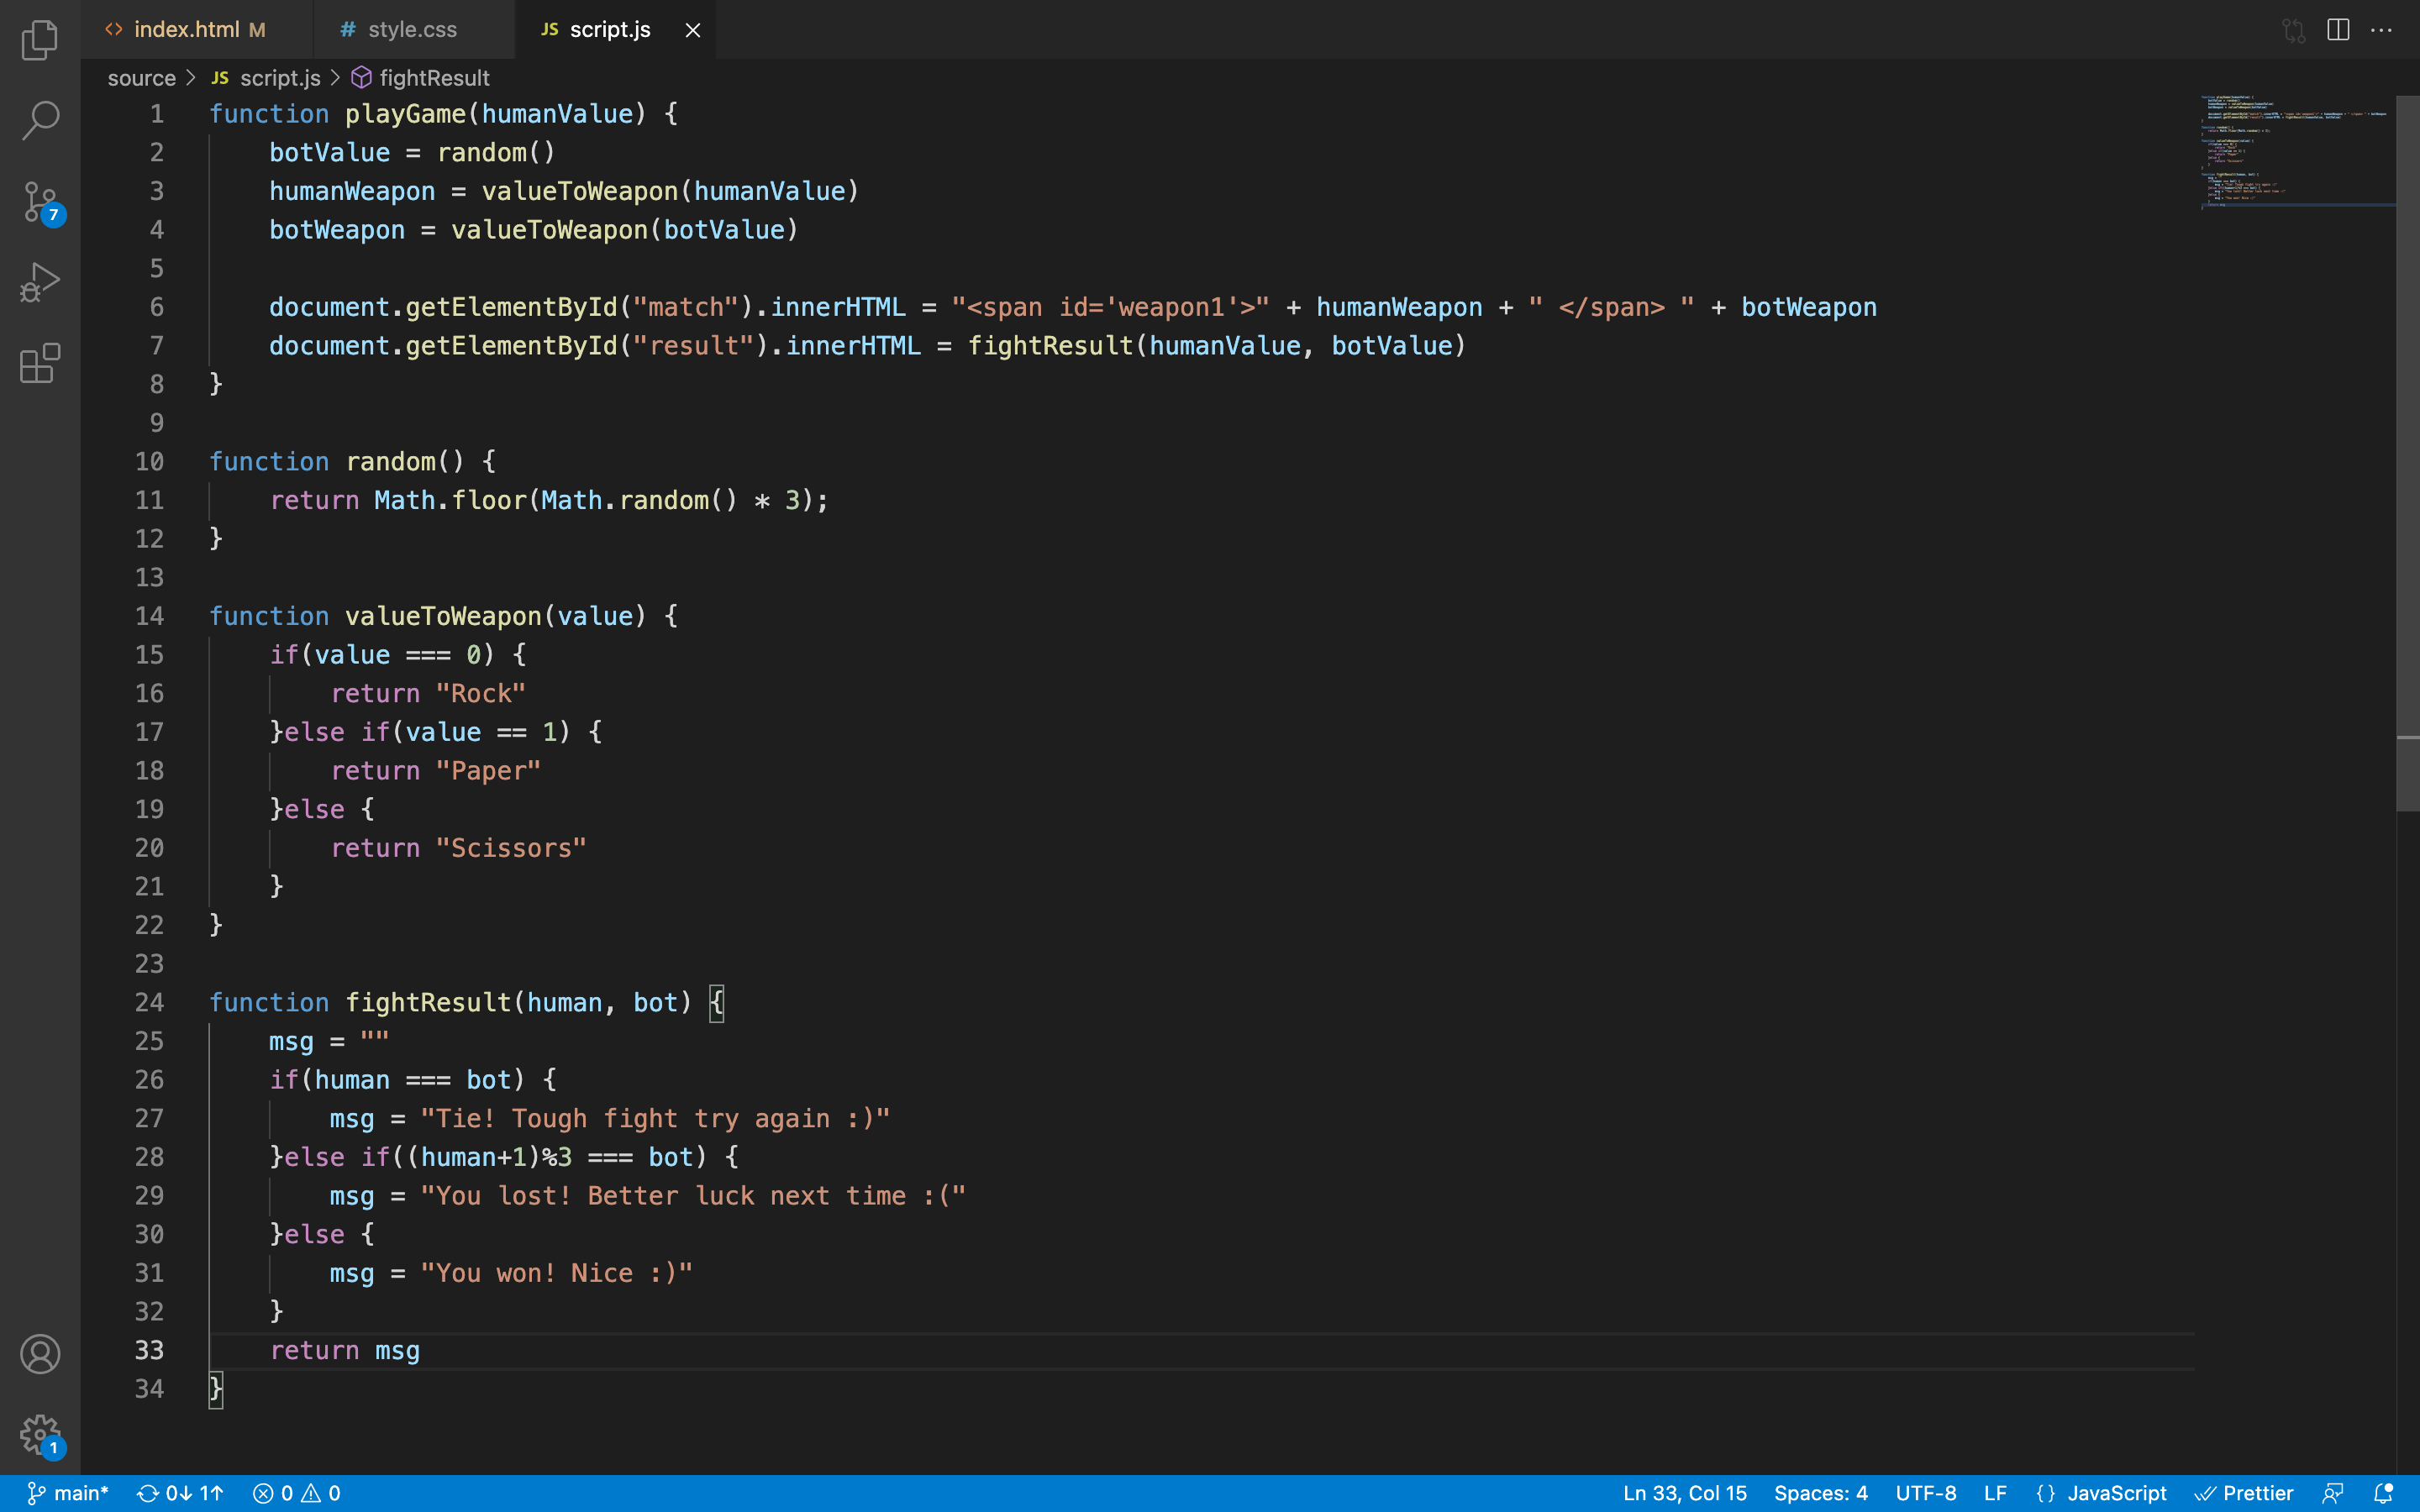 index.html M
style.css
JS script.js
source > JS script.js > fightResult
1 function playGame(humanValue) {
2     botValue = random()
3     humanWeapon = valueToWeapon(humanValue)
4     botWeapon = valueToWeapon(botValue)
5
6     document.getElementById("match").innerHTML = "<span id='weapon1'>" + humanWeapon + " </span> " + botWeapon
7     document.getElementById("result").innerHTML = fightResult(humanValue, botValue)
8 }
9
10 function random() {
11     return Math.floor(Math.random() * 3);
12 }
13
14 function valueToWeapon(value) {
15     if(value === 0) {
16         return "Rock"
17     }else if(value == 1) {
18         return "Paper"
19     }else {
20         return "Scissors"
21     }
22 }
23
24 function fightResult(human, bot) {
25     msg = ""
26     if(human === bot) {
27         msg = "Tie! Tough fight try again :)"
28     }else if((human+1)%3 === bot) {
29         msg = "You lost! Better luck next time :("
30     }else {
31         msg = "You won! Nice :)"
32     }
33     return msg
34 }
7
1
main* 0↓ 1↑ 0 0 Ln 33, Col 15 Spaces: 4 UTF-8 LF {} JavaScript Prettier